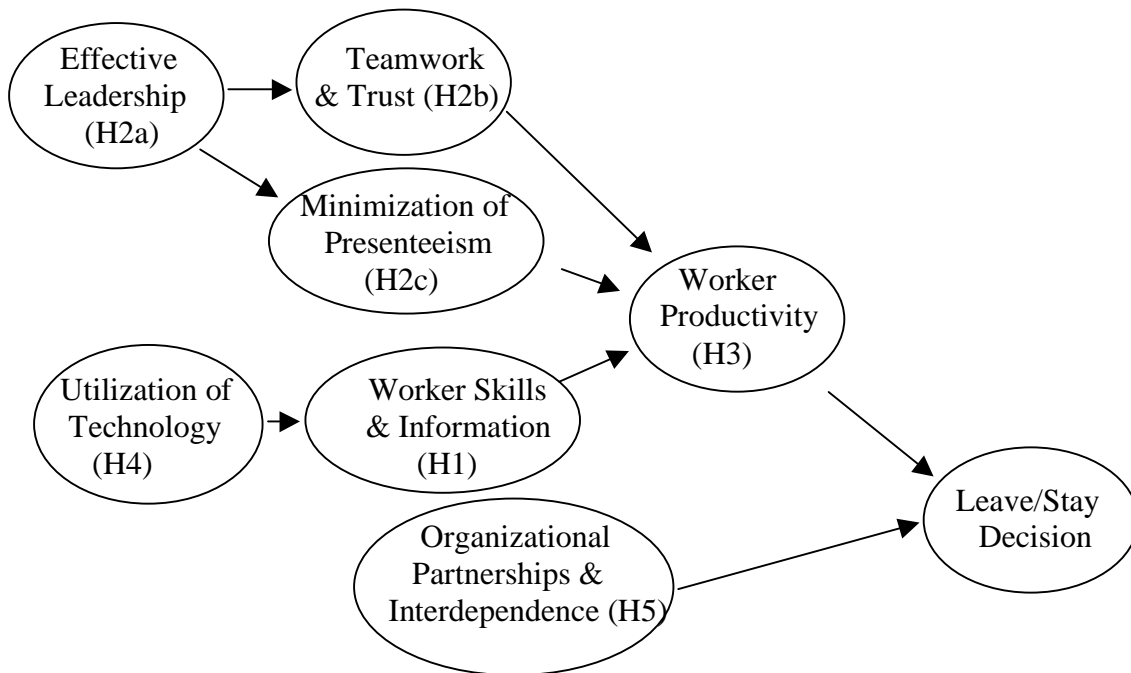 Effective
Leadership
(H2a)
Teamwork
& Trust (H2b)
Minimization of
Presenteeism
(H2c)
Worker
Productivity
(H3)
Utilization of
Technology
(H4)
Worker Skills
& Information
(H1)
Organizational
Partnerships &
Interdependence (H5)
Leave/Stay
Decision